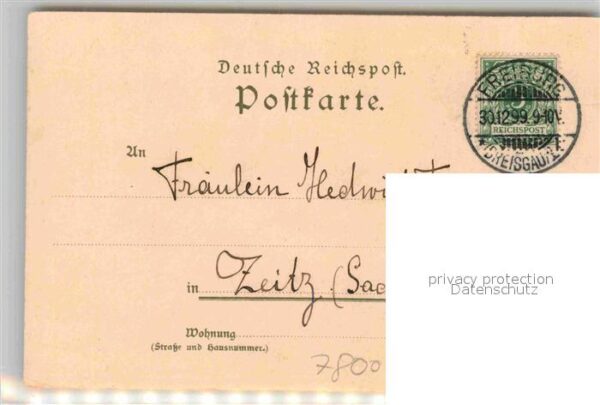 Deutsche Reichspost.
Postkarte.
FREIBURG
5
30.12.99. 9-10V.
REICHSPOST
BREISGAU
An
Fräulein Hedwi
in Zeitz (Sac
privacy protection
Datenschutz
Wohnung
(Straße und Hausnummer.)
7800